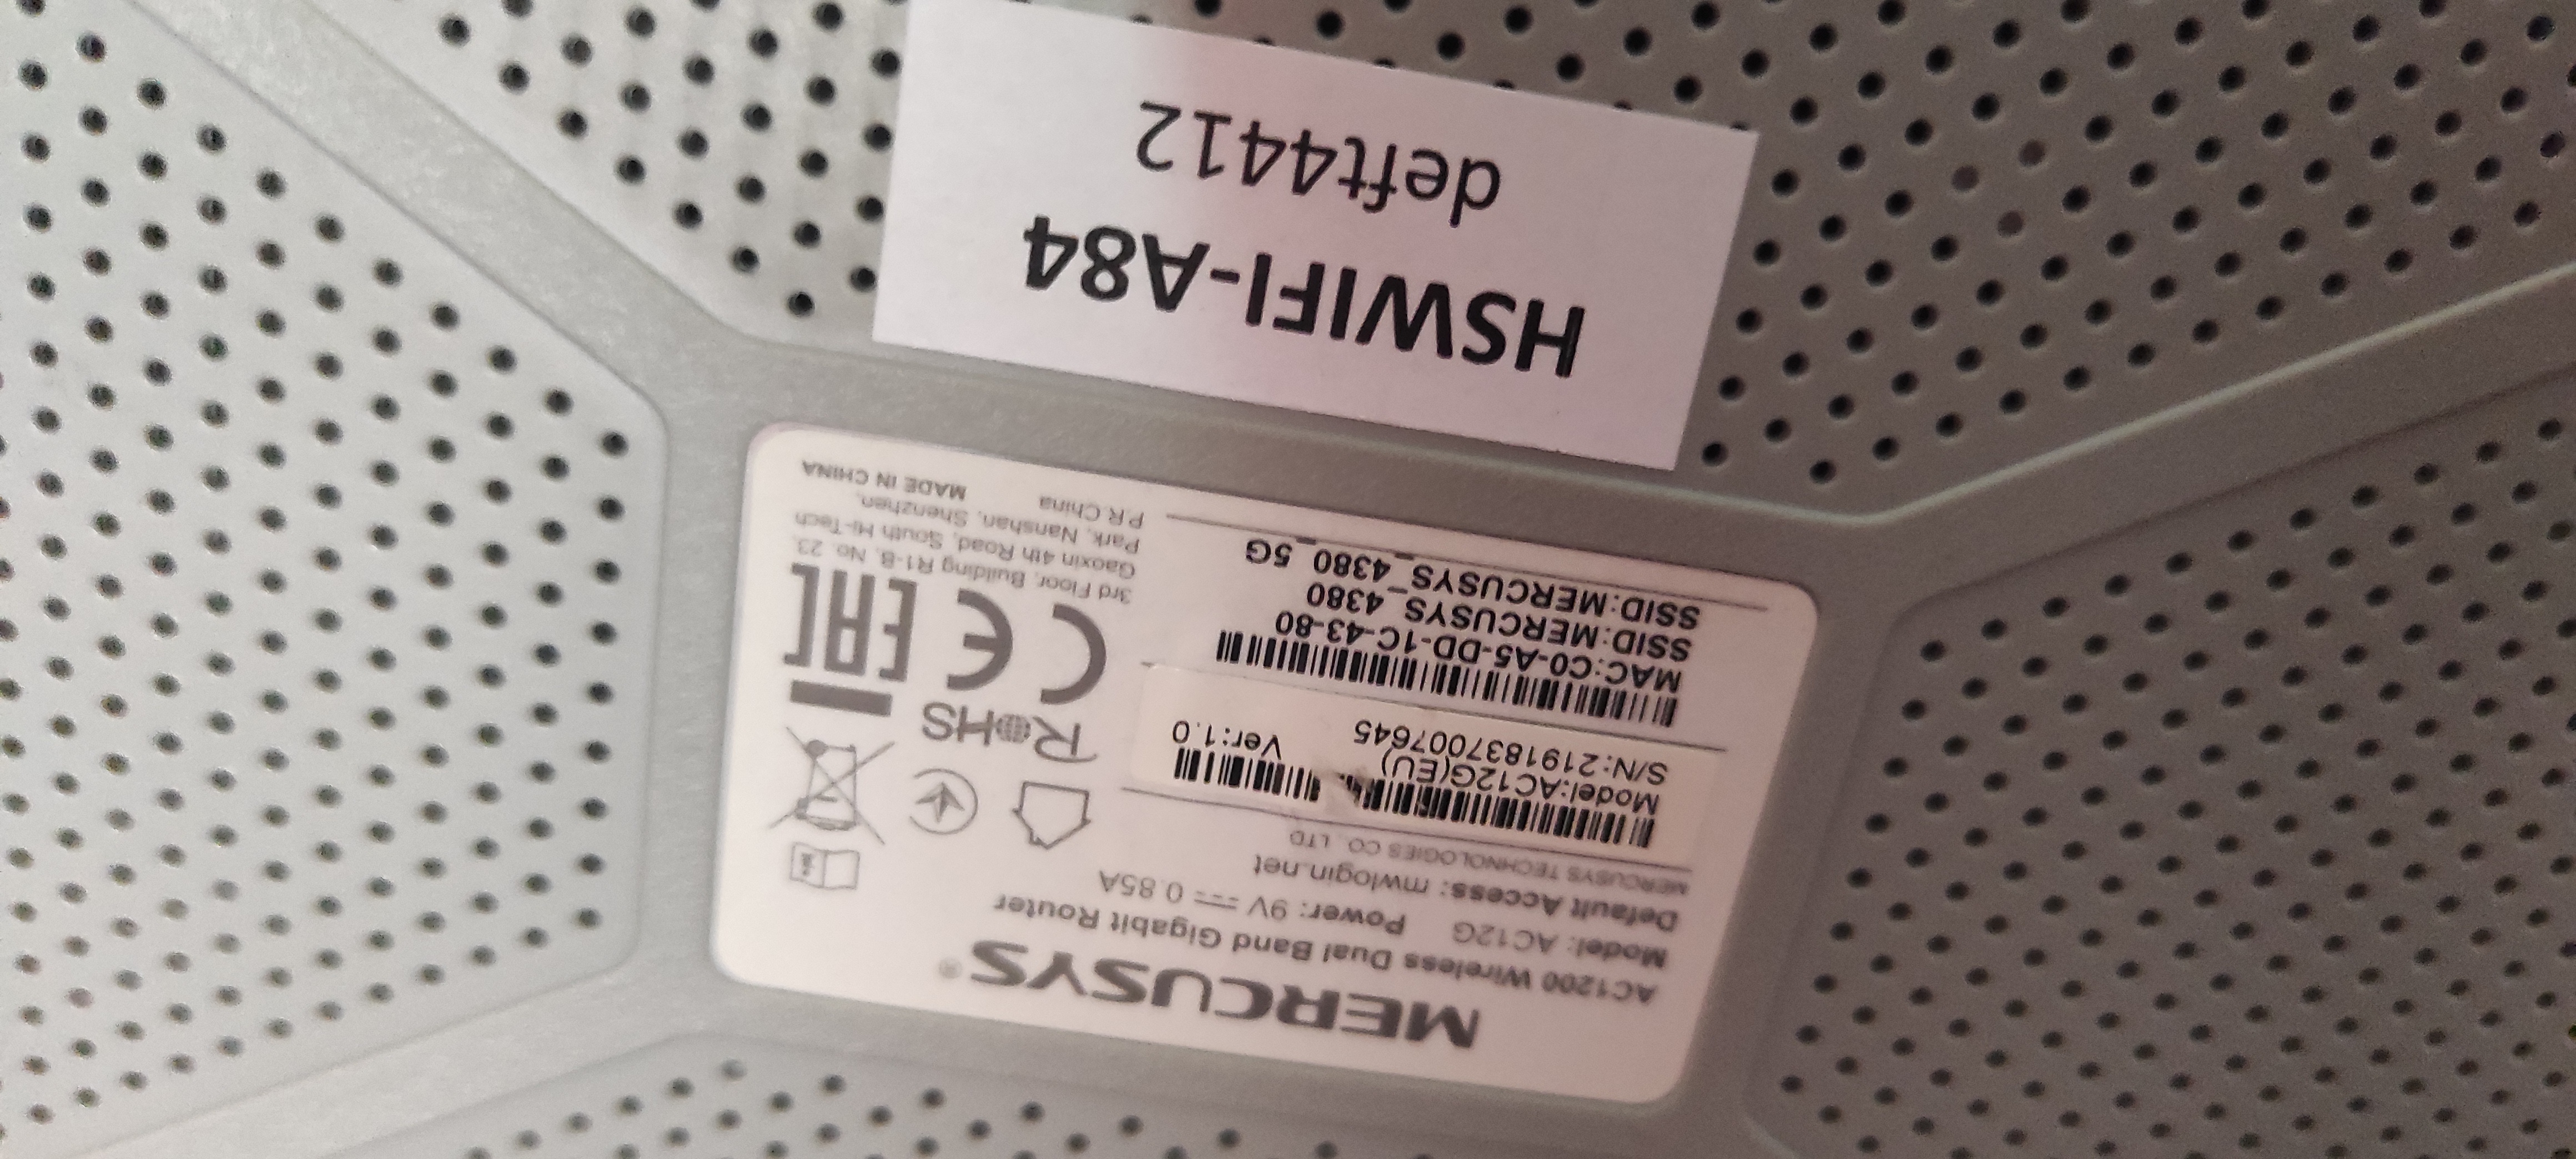 MERCUSYS®
AC1200 Wireless Dual Band Gigabit Router
Model: AC12G Power: 9V ⎓ 0.85A
Default Access: mwlogin.net
MERCUSYS TECHNOLOGIES CO., LTD
Model:AC12G(EU)
S/N:2191837007645 Ver:1.0
MAC:C0-A5-DD-1C-43-80
SSID:MERCUSYS_4380
SSID:MERCUSYS_4380_5G
RoHS
CE EAC
3rd Floor, Building R1-B, No. 23,
Gaoxin 4th Road, South Hi-Tech
Park, Nanshan, Shenzhen,
P.R.China MADE IN CHINA
HSWIFI-A84
deft4412